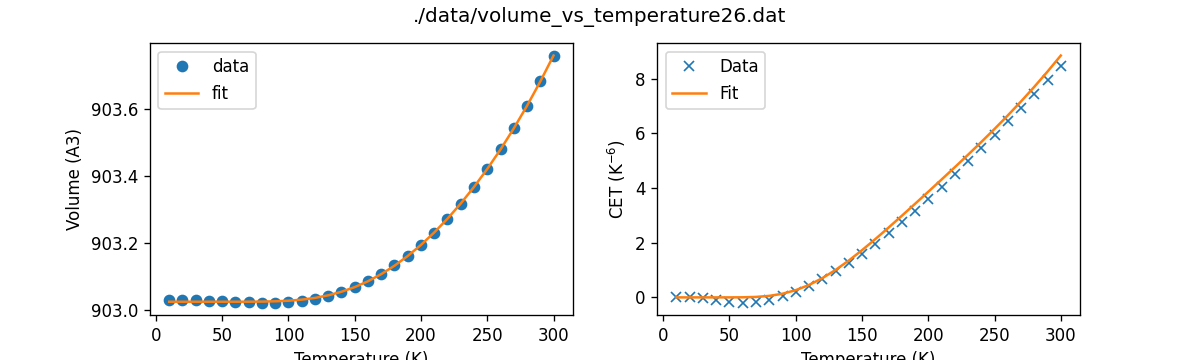 ./data/volume_vs_temperature26.dat
data
fit
903.6
903.4
903.2
903.0
Volume (A3)
0
50
100
150
200
250
300
Temperature (K)
Data
Fit
8
6
4
2
0
CET (K⁻⁶)
0
50
100
150
200
250
300
Temperature (K)